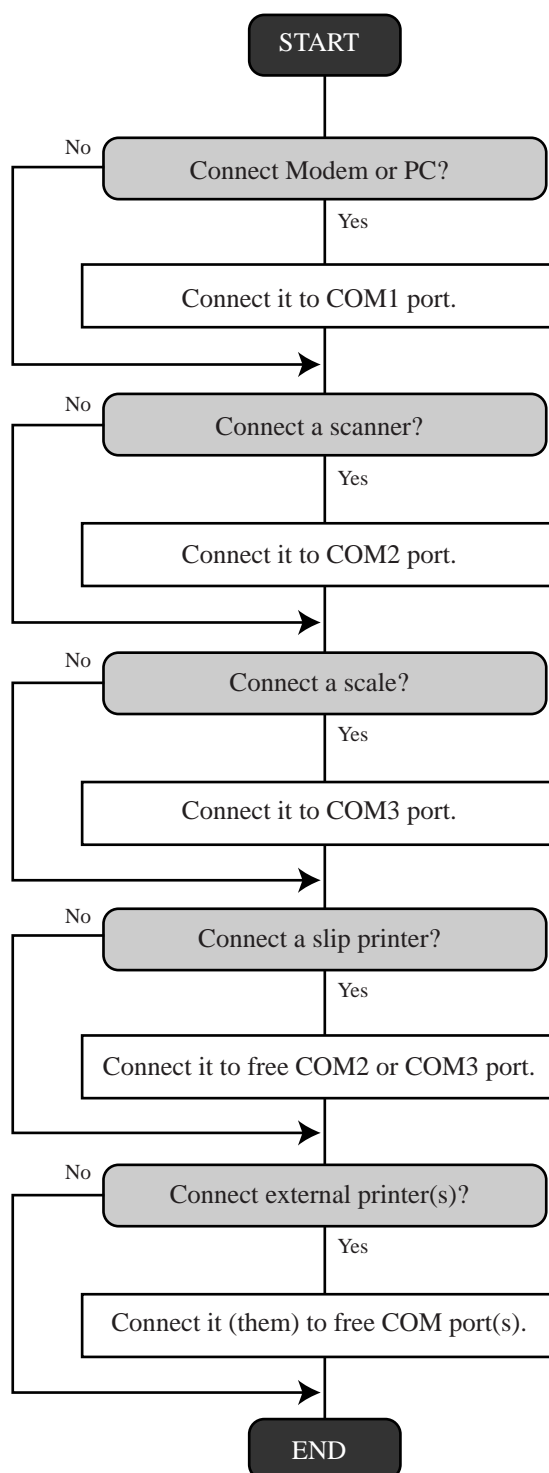 START
No
Connect Modem or PC?
Yes
Connect it to COM1 port.
No
Connect a scanner?
Yes
Connect it to COM2 port.
No
Connect a scale?
Yes
Connect it to COM3 port.
No
Connect a slip printer?
Yes
Connect it to free COM2 or COM3 port.
No
Connect external printer(s)?
Yes
Connect it (them) to free COM port(s).
END